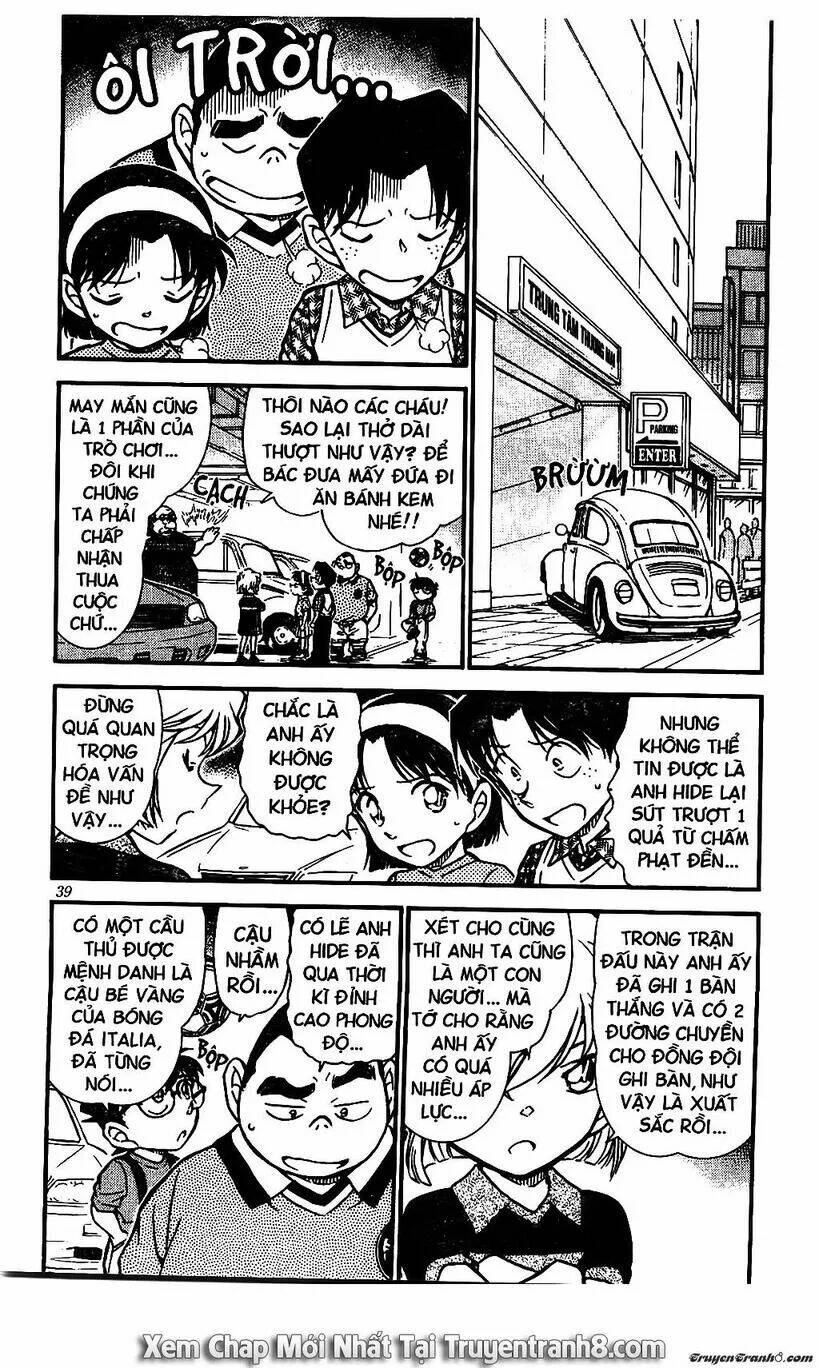 TRUNG TÂM THƯƠNG MẠI
P
PARKING
ENTER
BRỪỪM
ÔI TRỜI...
THÔI NÀO CÁC CHÁU!
SAO LẠI THỞ DÀI
THƯỢT NHƯ VẬY? ĐỂ
BÁC ĐƯA MẤY ĐỨA ĐI
ĂN BÁNH KEM
NHÉ!!
MAY MẮN CŨNG
LÀ 1 PHẦN CỦA
TRÒ CHƠI...
ĐÔI KHI
CHÚNG
TA PHẢI
CHẤP
NHẬN
THUA
CUỘC
CHỨ...
CẠCH
BỘP
BỘP
NHƯNG
KHÔNG THỂ
TIN ĐƯỢC LÀ
ANH HIDE LẠI
SÚT TRƯỢT 1
QUẢ TỪ CHẤM
PHẠT ĐỀN...
CHẮC LÀ
ANH ẤY
KHÔNG
ĐƯỢC
KHỎE?
ĐỪNG
QUÁ QUAN
TRỌNG
HÓA VẤN
ĐỀ NHƯ
VẬY...
39
TRONG TRẬN
ĐẤU NÀY ANH ẤY
ĐÃ GHI 1 BÀN
THẮNG VÀ CÓ 2
ĐƯỜNG CHUYỀN
CHO ĐỒNG ĐỘI
GHI BÀN, NHƯ
VẬY LÀ XUẤT
SẮC RỒI...
XÉT CHO CÙNG
THÌ ANH TA CŨNG
LÀ MỘT CON
NGƯỜI... MÀ
TỚ CHO RẰNG
ANH ẤY
CÓ QUÁ
NHIỀU ÁP
LỰC...
CÓ LẼ ANH
HIDE ĐÃ
QUA THỜI
KÌ ĐỈNH
CAO PHONG
ĐỘ...
CẬU
NHẦM
RỒI...
CÓ MỘT CẦU
THỦ ĐƯỢC
MỆNH DANH LÀ
CẬU BÉ VÀNG
CỦA BÓNG
ĐÁ ITALIA,
ĐÃ TỪNG
NÓI...
BỘP
Xem Chap Mới Nhất Tại Truyentranh8.com
TruyenTranh8.com